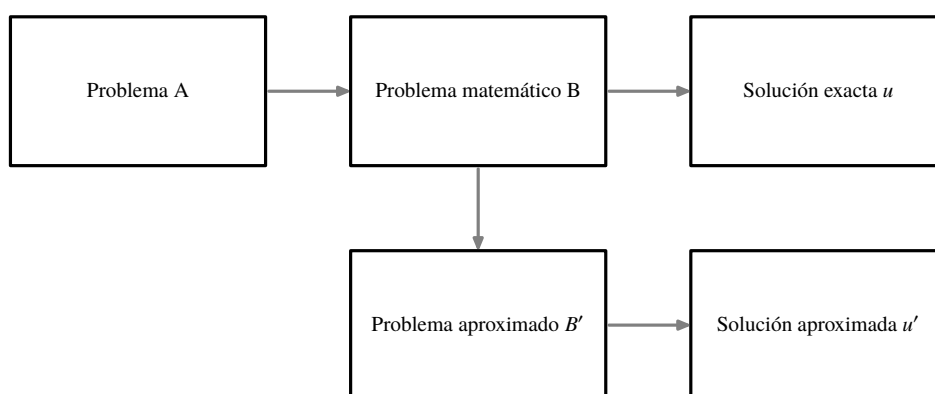 Problema A
Problema matemático B
Solución exacta u
Problema aproximado B′
Solución aproximada u′